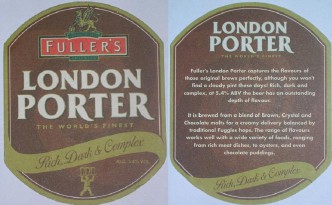 FULLER'S
LONDON
PORTER
THE WORLD'S FINEST
Rich, Dark & Complex
LONDON
PORTER
THE WORLD'S FINEST
Fuller's London Porter captures the flavours of
those original brews perfectly, although you won't
find a cloudy pint these days! Rich, dark and
complex, at 5.4% ABV the beer has an outstanding
depth of flavour.
It is brewed from a blend of Brown, Crystal and
Chocolate malts for a creamy delivery balanced by
traditional Fuggles hops. The range of flavours
works well with a wide variety of foods, ranging
from rich meat dishes, to oysters, and even
chocolate puddings.
Rich, Dark & Complex